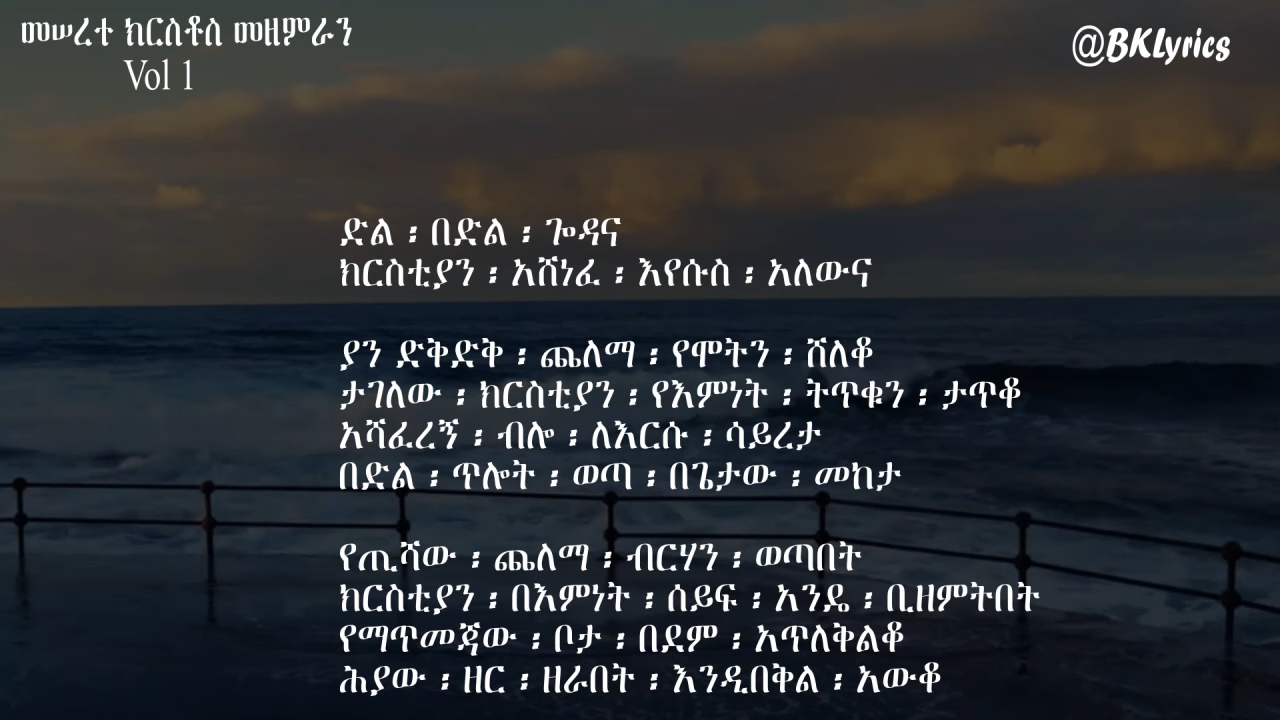 መሠረተ ክርስቶስ መዘምራን
Vol 1
@BKLyrics
ድል ፡ በድል ፡ ጐዳና
ክርስቲያን ፡ አሸነፈ ፡ እየሱስ ፡ አለውና
ያን ድቅድቅ ፡ ጨለማ ፡ የሞትን ፡ ሸለቆ
ታገለው ፡ ክርስቲያን ፡ የእምነት ፡ ትጥቁን ፡ ታጥቆ
አሻፈረኝ ፡ ብሎ ፡ ለእርሱ ፡ ሳይረታ
በድል ፡ ጥሎት ፡ ወጣ ፡ በጌታው ፡ መከታ
የጢሻው ፡ ጨለማ ፡ ብርሃን ፡ ወጣበት
ክርስቲያን ፡ በእምነት ፡ ሰይፍ ፡ አንዴ ፡ ቢዘምትበት
የማጥመጃው ፡ ቦታ ፡ በደም ፡ አጥለቅልቆ
ሕያው ፡ ዘር ፡ ዘራበት ፡ እንዲበቅል ፡ አውቆ